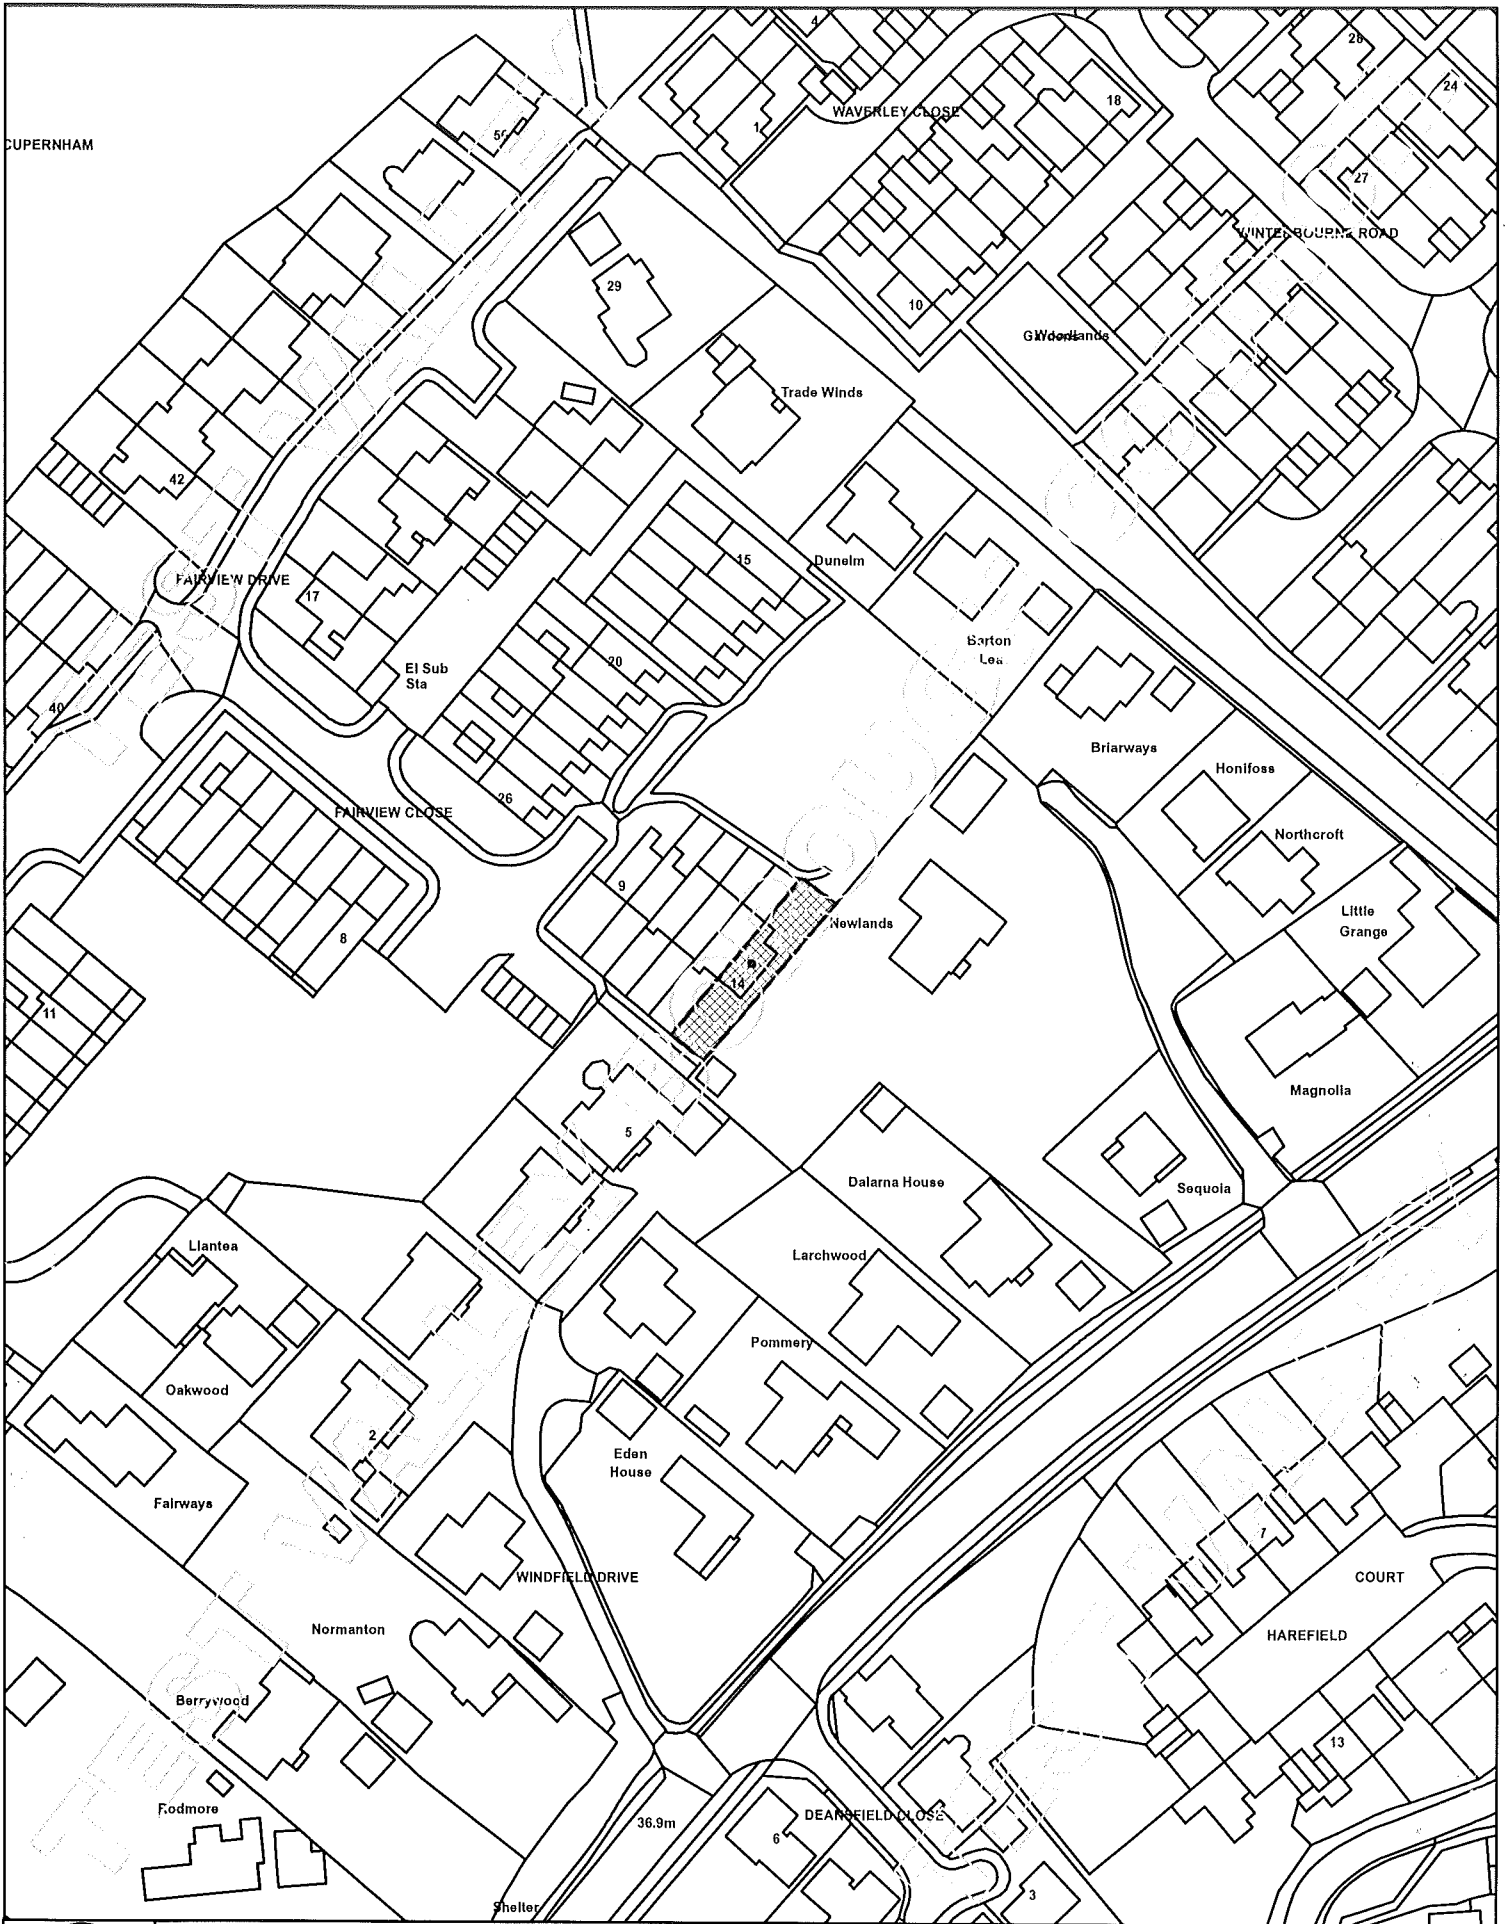 4
28
24
18
WAVERLEY CLOSE
1
CUPERNHAM
27
WINTERBOURNE ROAD
29
10
Trade Winds
42
15
Dunelm
FAIRVIEW DRIVE
17
20
Barton
Lea
El Sub
Sta
40
Briarways
Honifoss
26
FAIRVIEW CLOSE
Northcroft
9
Little
Grange
Newlands
8
14
11
Magnolia
5
Dalarna House
Sequoia
Llantea
Larchwood
Pommery
Oakwood
2
Eden
House
Fairways
7
WINDFIELD DRIVE
COURT
Normanton
HAREFIELD
Berrywood
13
Rodmore
36.9m
DEANSFIELD CLOSE
6
3
Shelter